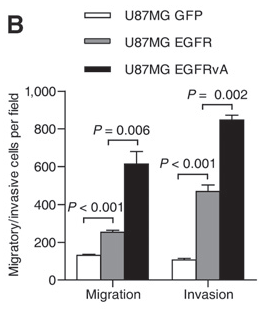 B
U87MG GFP
U87MG EGFR
U87MG EGFRvA
Migratory/invasive cells per field
1,000
800
600
400
200
0
P = 0.006
P < 0.001
P = 0.002
P < 0.001
Migration
Invasion